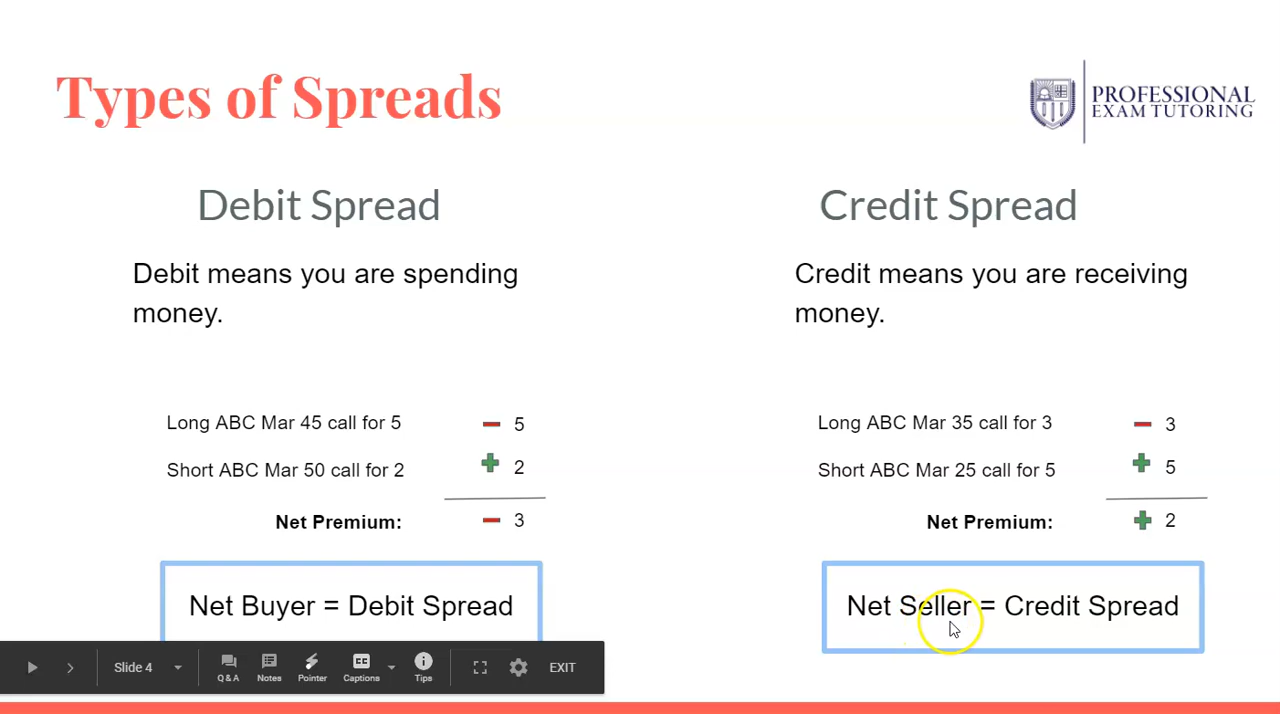 Types of Spreads
PROFESSIONAL
EXAM TUTORING
Debit Spread
Debit means you are spending
money.
Long ABC Mar 45 call for 5 - 5
Short ABC Mar 50 call for 2 + 2
Net Premium: - 3
Net Buyer = Debit Spread
Credit Spread
Credit means you are receiving
money.
Long ABC Mar 35 call for 3 - 3
Short ABC Mar 25 call for 5 + 5
Net Premium: + 2
Net Seller = Credit Spread
Slide 4
Q & A
Notes
Pointer
CC
Captions
Tips
EXIT